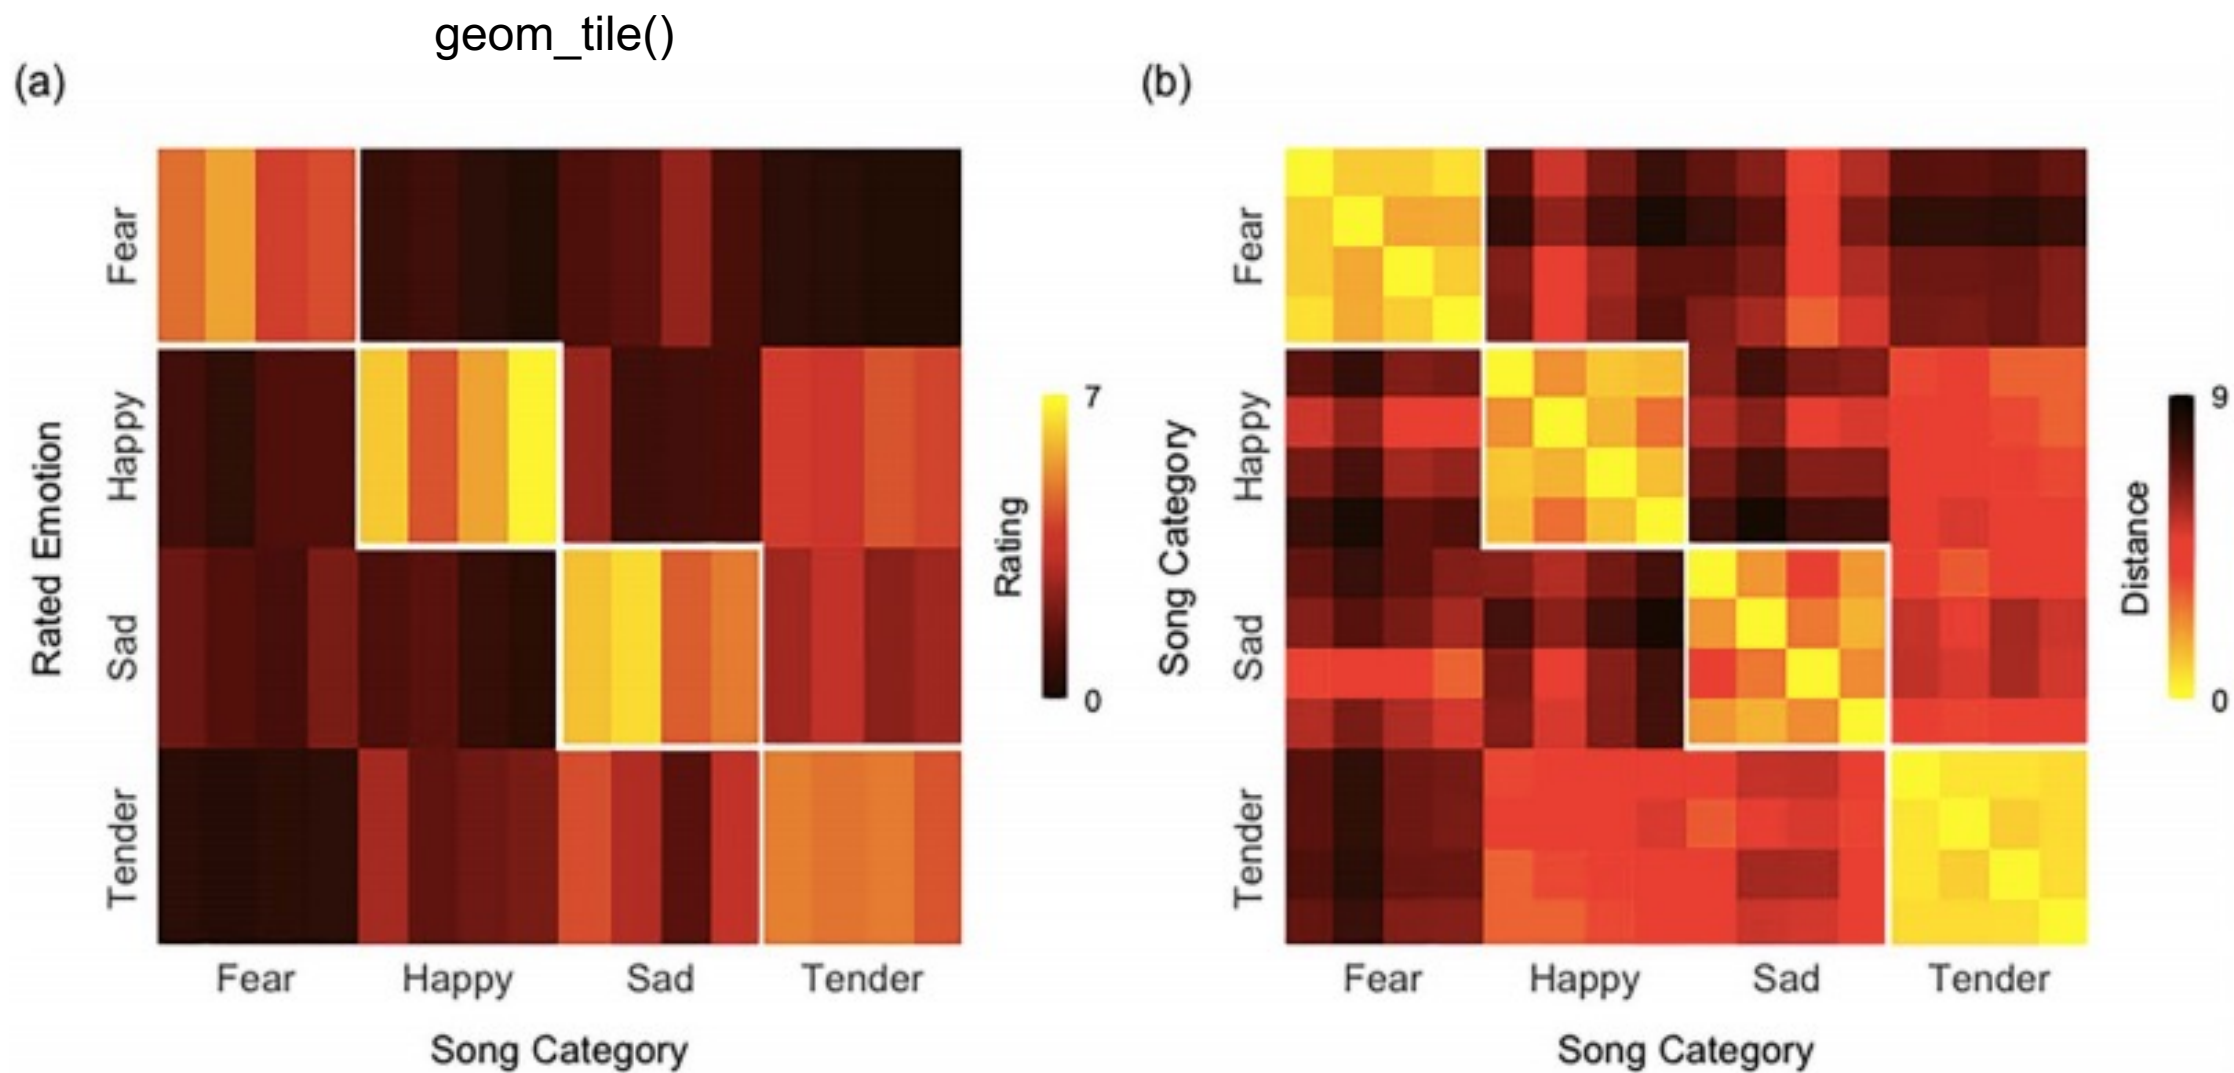 geom_tile()
(a)
Rated Emotion
Fear
Happy
Sad
Tender
Fear Happy Sad Tender
Song Category
Rating
7
0
(b)
Song Category
Fear
Happy
Sad
Tender
Fear Happy Sad Tender
Song Category
Distance
9
0